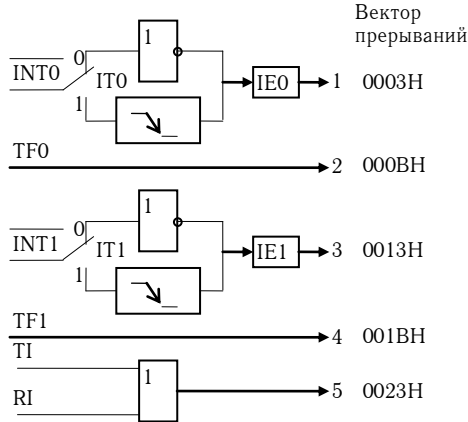 Вектор
прерываний
0
1
INT0
IT0
IE0
1
0003H
1
TF0
2
000BH
1
0
INT1
IT1
IE1
3
0013H
1
TF1
4
001BH
TI
1
5
0023H
RI